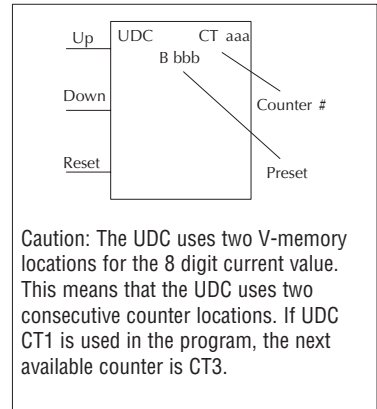 Up UDC CT aaa
B bbb
Down
Counter #
Reset
Preset
Caution: The UDC uses two V-memory
locations for the 8 digit current value.
This means that the UDC uses two
consecutive counter locations. If UDC
CT1 is used in the program, the next
available counter is CT3.